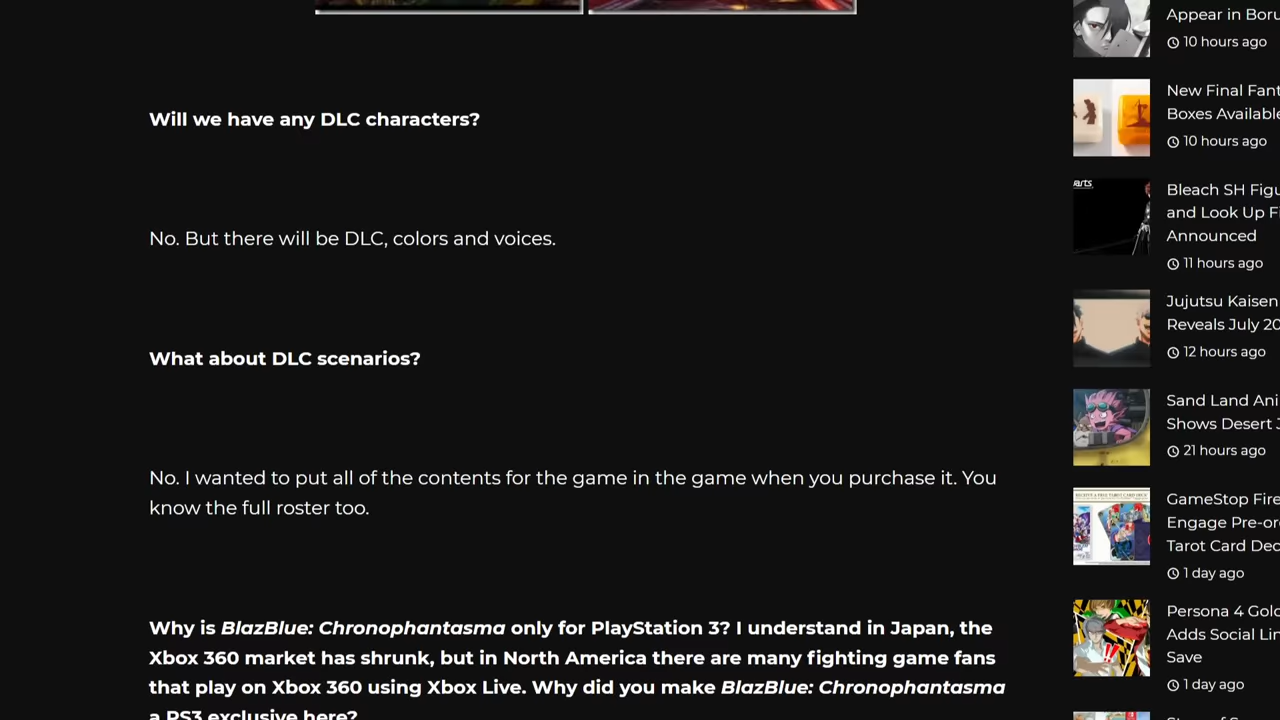 Will we have any DLC characters?
No. But there will be DLC, colors and voices.
What about DLC scenarios?
No. I wanted to put all of the contents for the game in the game when you purchase it. You
know the full roster too.
Why is BlazBlue: Chronophantasma only for PlayStation 3? I understand in Japan, the
Xbox 360 market has shrunk, but in North America there are many fighting game fans
that play on Xbox 360 using Xbox Live. Why did you make BlazBlue: Chronophantasma
a PS3 exclusive here?
Appear in Boru
10 hours ago
New Final Fant
Boxes Available
10 hours ago
Bleach SH Figu
and Look Up Fi
Announced
11 hours ago
Jujutsu Kaisen
Reveals July 20
12 hours ago
Sand Land Ani
Shows Desert J
21 hours ago
GameStop Fire
Engage Pre-or
Tarot Card Dec
1 day ago
Persona 4 Gold
Adds Social Lin
Save
1 day ago